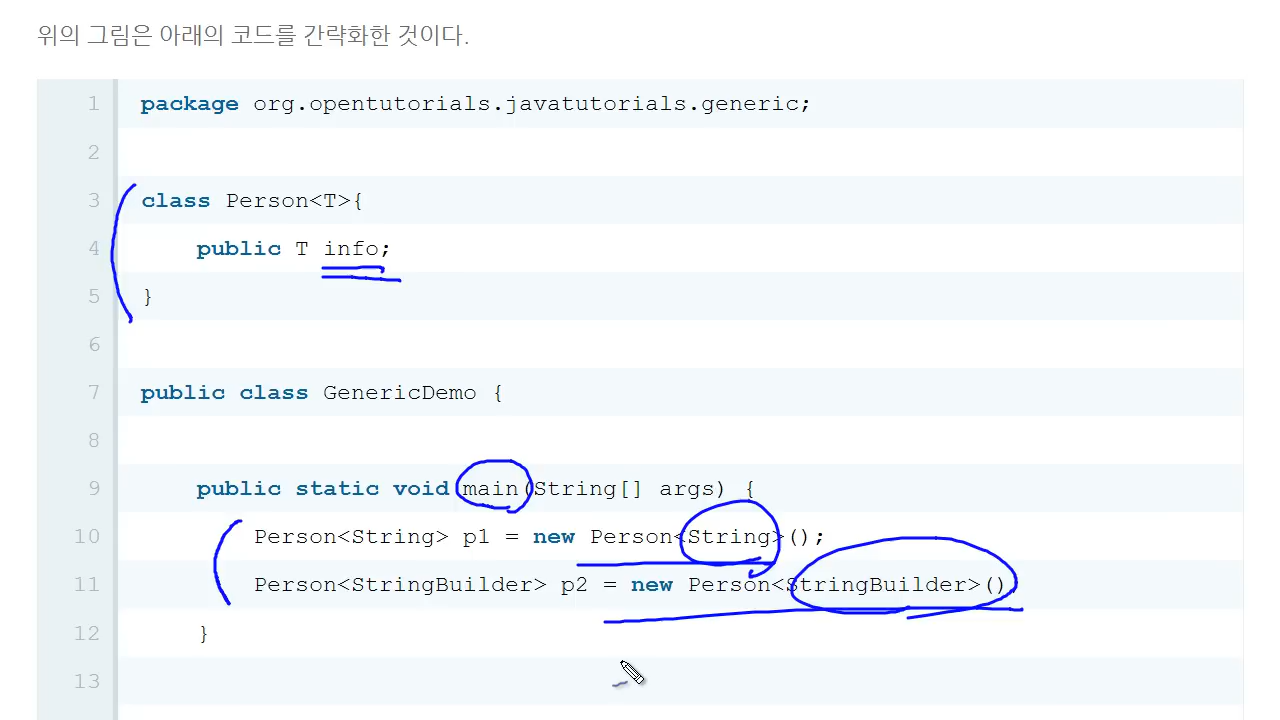 위의 그림은 아래의 코드를 간략화한 것이다.
1 package org.opentutorials.javatutorials.generic;
2
3 class Person<T>{
4 public T info;
5 }
6
7 public class GenericDemo {
8
9 public static void main(String[] args) {
10 Person<String> p1 = new Person<String>();
11 Person<StringBuilder> p2 = new Person<StringBuilder>()
12 }
13